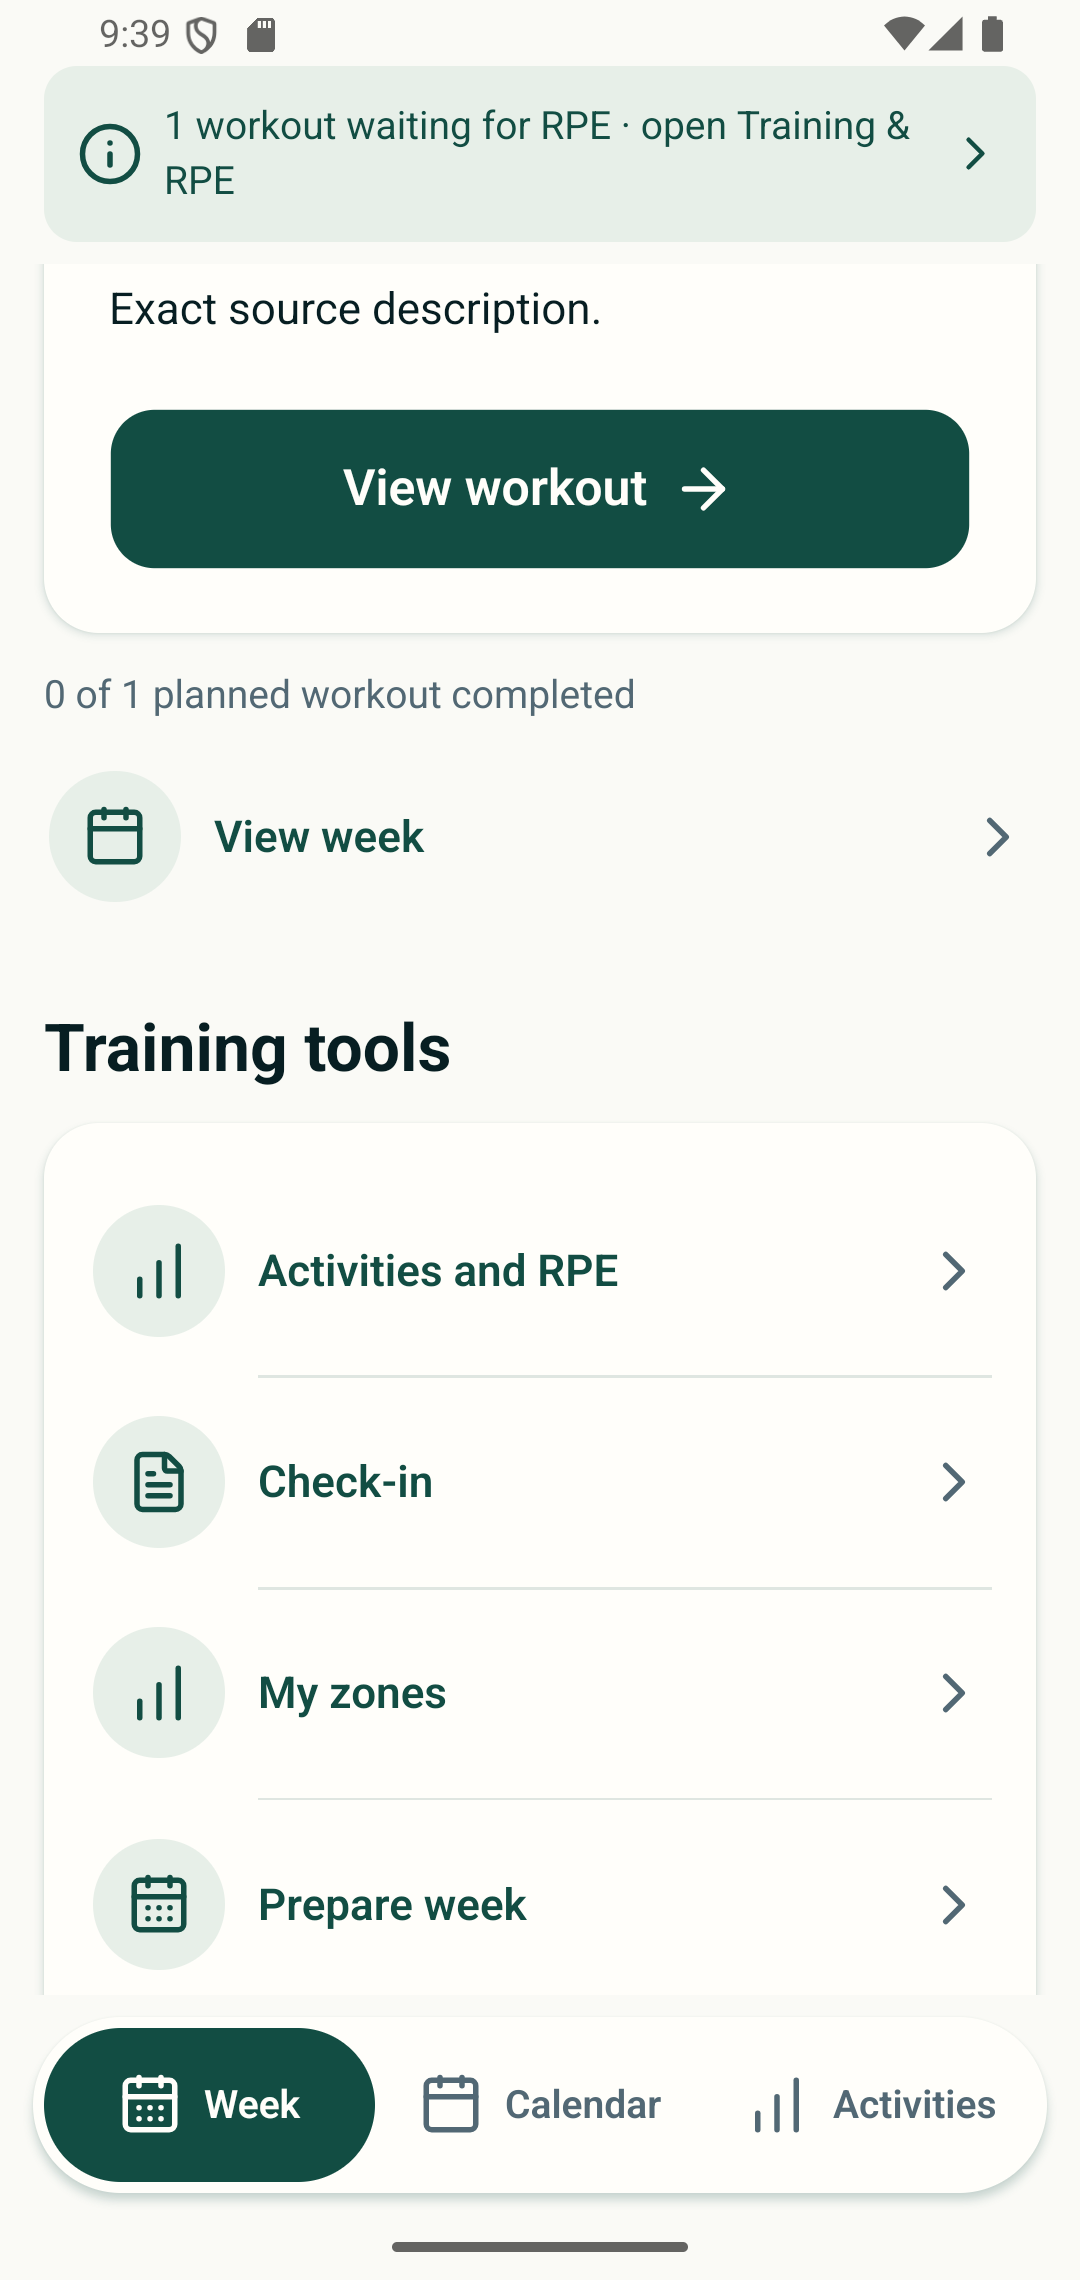 9:39
1 workout waiting for RPE · open Training &
RPE
Exact source description.
View workout
0 of 1 planned workout completed
View week
Training tools
Activities and RPE
Check-in
My zones
Prepare week
Week
Calendar
Activities